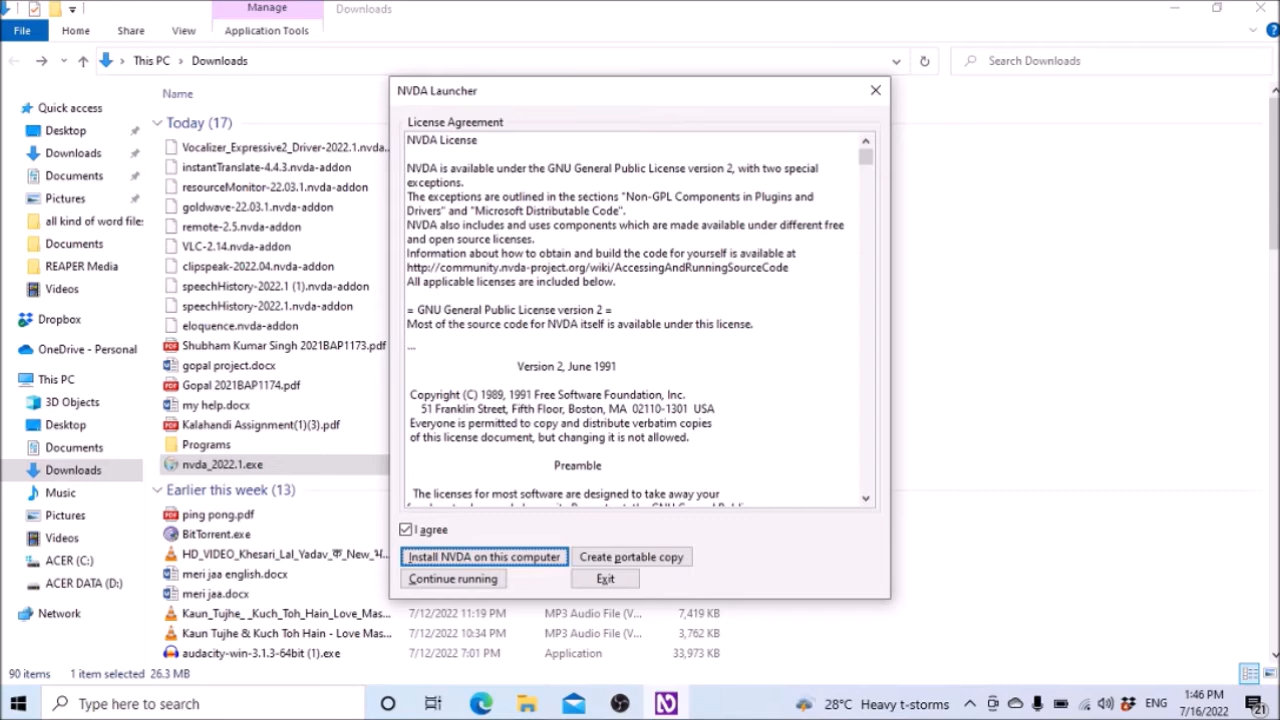 Manage
Downloads
File
Home
Share
View
Application Tools
This PC
Downloads
Search Downloads
Quick access
Desktop
Downloads
Documents
Pictures
all kind of word file:
Documents
REAPER Media
Videos
Dropbox
OneDrive - Personal
This PC
3D Objects
Desktop
Documents
Downloads
Music
Pictures
Videos
ACER (C:)
ACER DATA (D:)
Network
Name
Today (17)
Vocalizer_Expressive2_Driver-2022.1.nvda...
instantTranslate-4.4.3.nvda-addon
resourceMonitor-22.03.1.nvda-addon
goldwave-22.03.1.nvda-addon
remote-2.5.nvda-addon
VLC-2.14.nvda-addon
clipspeak-2022.04.nvda-addon
speechHistory-2022.1 (1).nvda-addon
speechHistory-2022.1.nvda-addon
eloquence.nvda-addon
Shubham Kumar Singh 2021BAP1173.pdf
gopal project.docx
Gopal 2021BAP1174.pdf
my help.docx
Kalahandi Assignment(1)(3).pdf
Programs
nvda_2022.1.exe
Earlier this week (13)
ping pong.pdf
BitTorrent.exe
HD_VIDEO_Khesari_Lal_Yadav_क_New_भ...
meri jaa english.docx
meri jaa.docx
Kaun_Tujhe_ _Kuch_Toh_Hain_Love_Mas... 7/12/2022 11:19 PM MP3 Audio File (V... 7,419 KB
Kaun Tujhe & Kuch Toh Hain - Love Mas... 7/12/2022 10:34 PM MP3 Audio File (V... 3,762 KB
audacity-win-3.1.3-64bit (1).exe 7/12/2022 7:01 PM Application 33,973 KB
NVDA Launcher
License Agreement
NVDA License
NVDA is available under the GNU General Public License version 2, with two special
exceptions.
The exceptions are outlined in the sections "Non-GPL Components in Plugins and
Drivers" and "Microsoft Distributable Code".
NVDA also includes and uses components which are made available under different free
and open source licenses.
Information about how to obtain and build the code for yourself is available at
http://community.nvda-project.org/wiki/AccessingAndRunningSourceCode
All applicable licenses are included below.
= GNU General Public License version 2 =
Most of the source code for NVDA itself is available under this license.
...
Version 2, June 1991
Copyright (C) 1989, 1991 Free Software Foundation, Inc.
51 Franklin Street, Fifth Floor, Boston, MA 02110-1301 USA
Everyone is permitted to copy and distribute verbatim copies
of this license document, but changing it is not allowed.
Preamble
The licenses for most software are designed to take away your
I agree
Install NVDA on this computer
Create portable copy
Continue running
Exit
90 items 1 item selected 26.3 MB
Type here to search
28°C Heavy t-storms
ENG
1:46 PM
7/16/2022
21